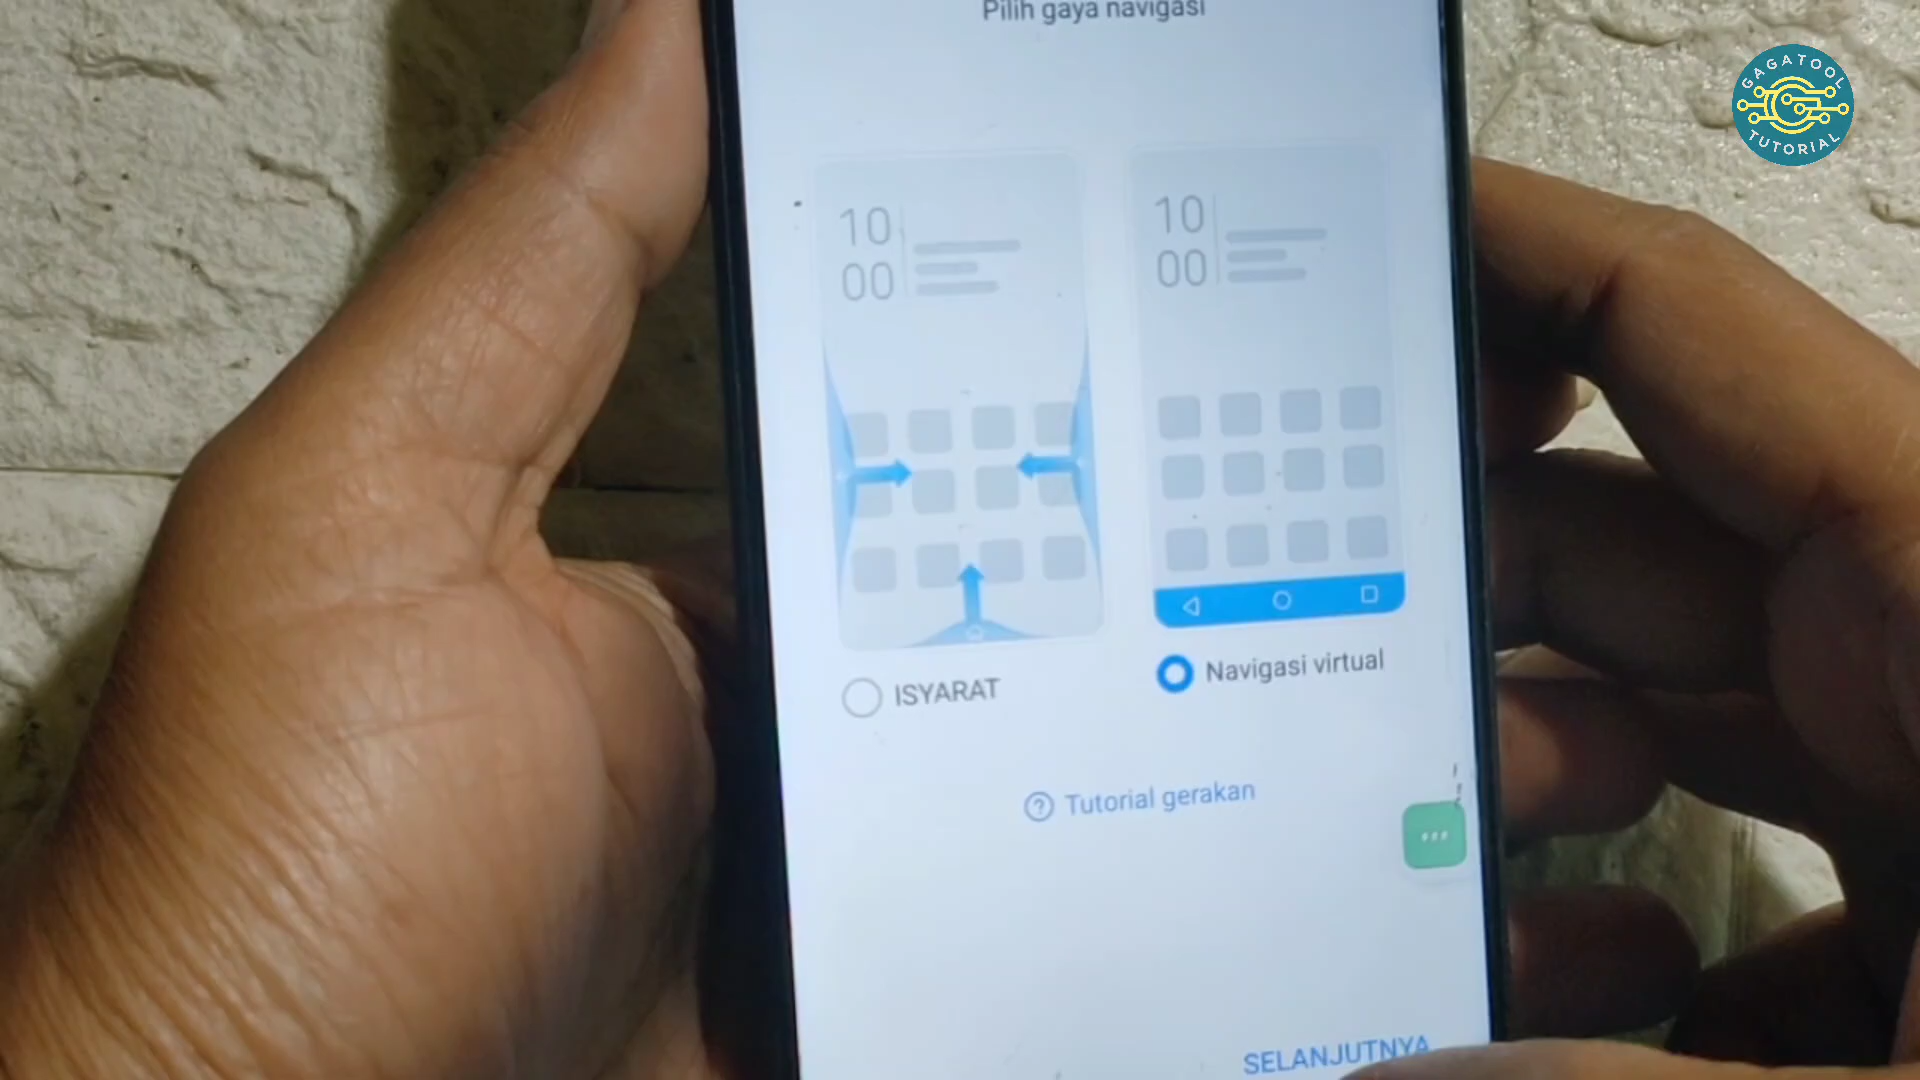 Pilih gaya navigasi
GAGATOOL
TUTORIAL
10
00
10
00
ISYARAT
Navigasi virtual
Tutorial gerakan
SELANJUTNYA